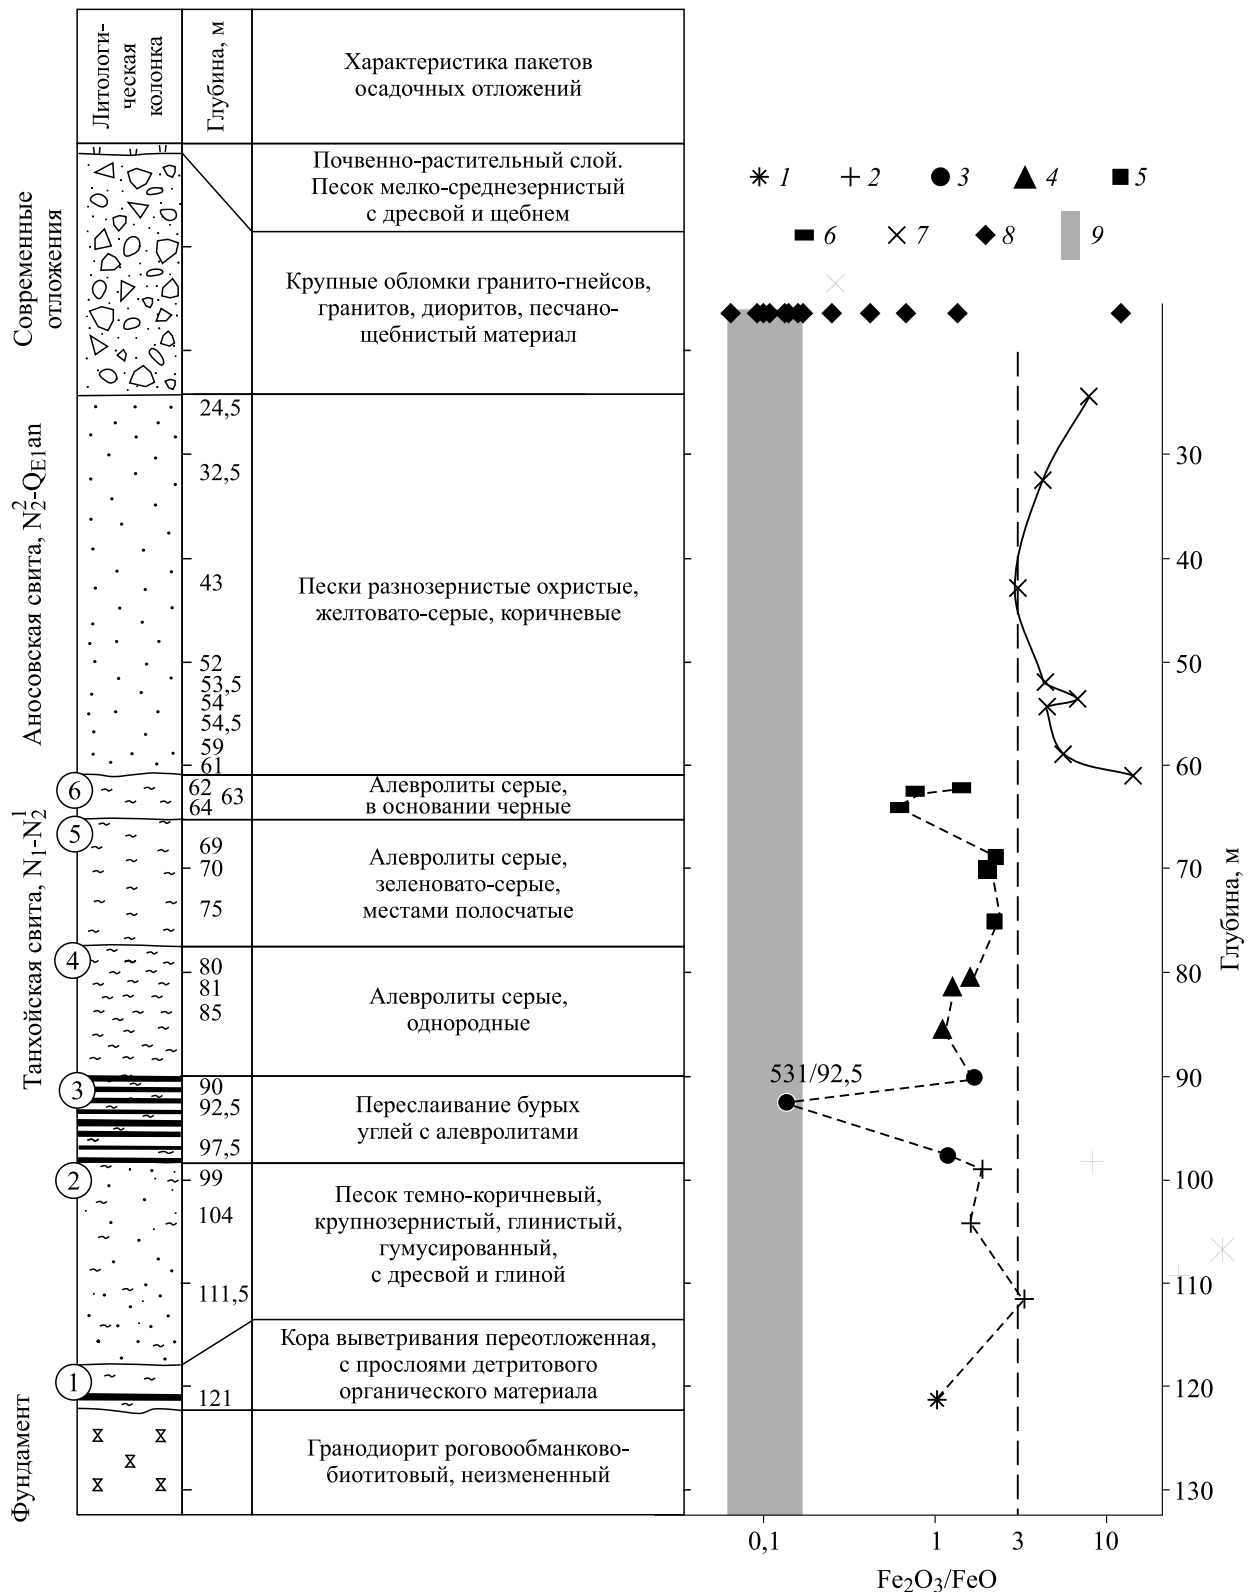 Литологи-
ческая
колонка
Глубина, м
Характеристика пакетов
осадочных отложений
Современные
отложения
Почвенно-растительный слой.
Песок мелко-среднезернистый
с дресвой и щебнем
Крупные обломки гранито-гнейсов,
гранитов, диоритов, песчано-
щебнистый материал
Аносовская свита, N₂²-QE1an
24,5
32,5
43
52
53,5
54
54,5
59
61
Пески разнозернистые охристые,
желтовато-серые, коричневые
Танхойская свита, N₁-N₂¹
6
62
64 63
Алевролиты серые,
в основании черные
5
69
70
75
Алевролиты серые,
зеленовато-серые,
местами полосчатые
4
80
81
85
Алевролиты серые,
однородные
3
90
92,5
97,5
Переслаивание бурых
углей с алевролитами
2
99
104
111,5
Песок темно-коричневый,
крупнозернистый, глинистый,
гумусированный,
с дресвой и глиной
1
121
Кора выветривания переотложенная,
с прослоями детритового
органического материала
Фундамент
Гранодиорит роговообманково-
биотитовый, неизмененный
1 2 3 4 5
6 7 8 9
531/92,5
30
40
50
60
70
80
90
100
110
120
130
Глубина, м
0,1 1 3 10
Fe₂O₃/FeO